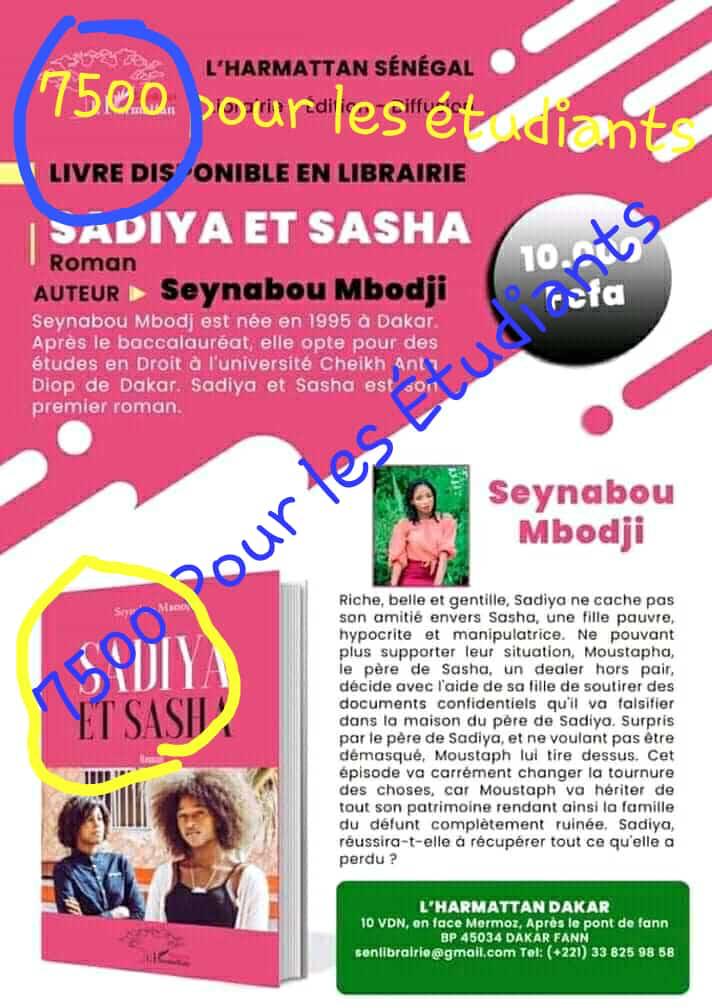 L'HARMATTAN SÉNÉGAL
Librairie - Édition - Diffusion
L'Harmattan
7500 pour les étudiants
LIVRE DISPONIBLE EN LIBRAIRIE
SADIYA ET SASHA
Roman
AUTEUR Seynabou Mbodji
10.000
Fcfa
Seynabou Mbodj est née en 1995 à Dakar.
Après le baccalauréat, elle opte pour des
études en Droit à l'université Cheikh Anta
Diop de Dakar. Sadiya et Sasha est son
premier roman.
7500 Pour les Étudiants
Seynabou
Mbodji
Riche, belle et gentille, Sadiya ne cache pas
son amitié envers Sasha, une fille pauvre,
hypocrite et manipulatrice. Ne pouvant
plus supporter leur situation, Moustapha,
le père de Sasha, un dealer hors pair,
décide avec l'aide de sa fille de soutirer des
documents confidentiels qu'il va falsifier
dans la maison du père de Sadiya. Surpris
par le père de Sadiya, et ne voulant pas être
démasqué, Moustaph lui tire dessus. Cet
épisode va carrément changer la tournure
des choses, car Moustaph va hériter de
tout son patrimoine rendant ainsi la famille
du défunt complètement ruinée. Sadiya,
réussira-t-elle à récupérer tout ce qu'elle a
perdu ?
SADIYA
ET SASHA
Roman
L'Harmattan
L'HARMATTAN DAKAR
10 VDN, en face Mermoz, Après le pont de fann
BP 45034 DAKAR FANN
senlibrairie@gmail.com Tel: (+221) 33 825 98 58